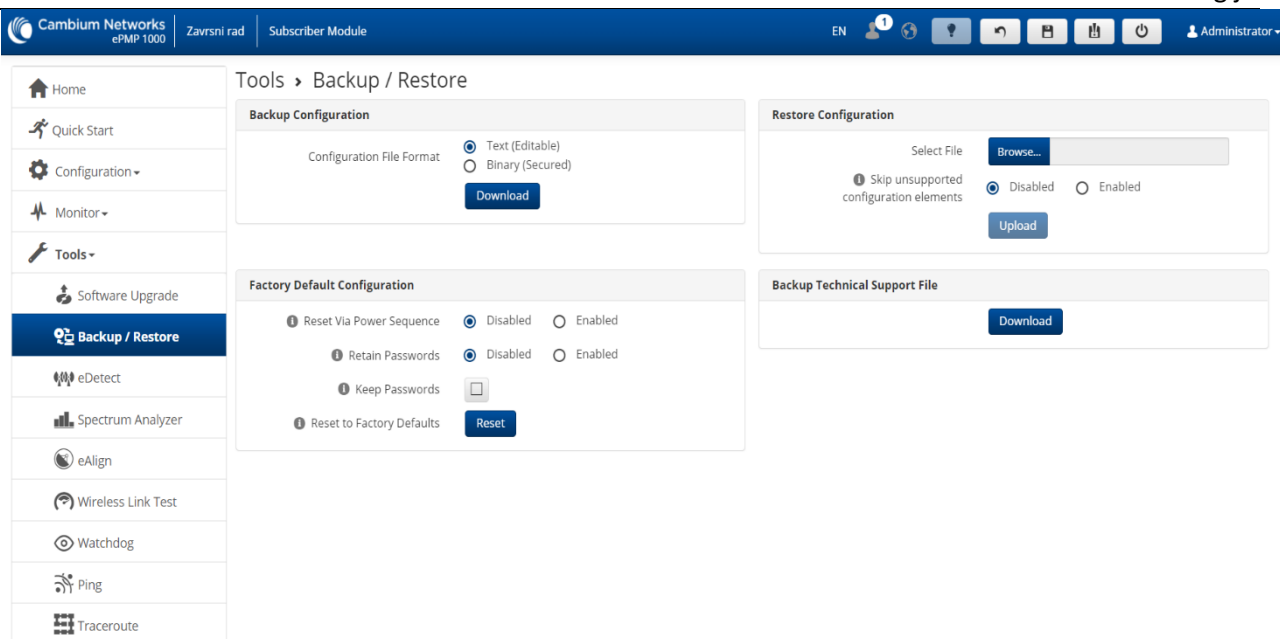 Cambium Networks
ePMP 1000
Zavrsni rad
Subscriber Module
EN
1
Administrator
Home
Quick Start
Configuration
Monitor
Tools
Software Upgrade
Backup / Restore
eDetect
Spectrum Analyzer
eAlign
Wireless Link Test
Watchdog
Ping
Traceroute
Tools › Backup / Restore
Backup Configuration
Configuration File Format
Text (Editable)
Binary (Secured)
Download
Restore Configuration
Select File
Browse...
Skip unsupported
configuration elements
Disabled
Enabled
Upload
Factory Default Configuration
Reset Via Power Sequence
Disabled
Enabled
Retain Passwords
Disabled
Enabled
Keep Passwords
Reset to Factory Defaults
Reset
Backup Technical Support File
Download